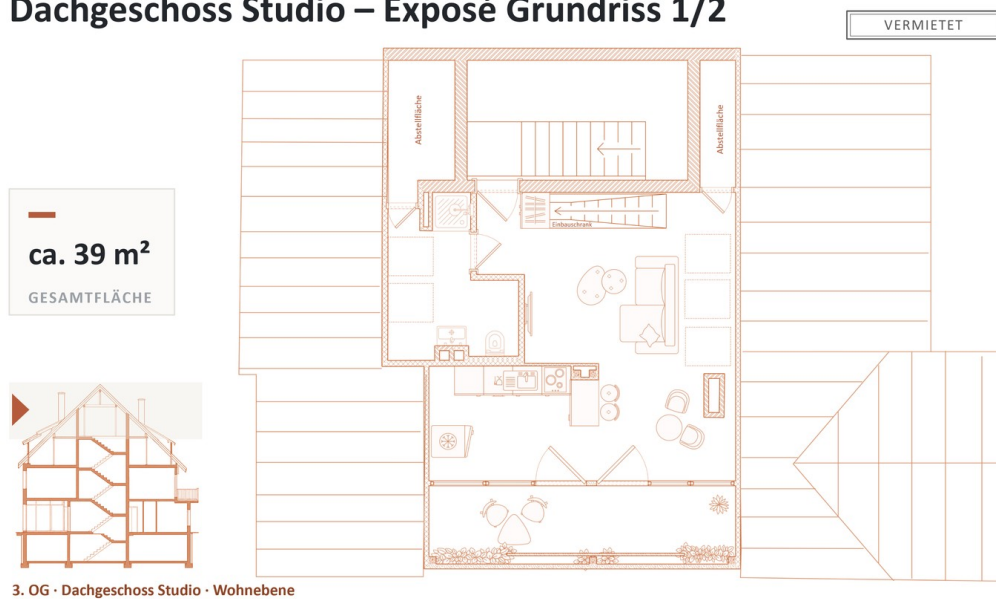 Dachgeschoss Studio – Exposé Grundriss 1/2
VERMIETET
Abstellfläche
Abstellfläche
Einbauschrank
ca. 39 m²
GESAMTFLÄCHE
3. OG · Dachgeschoss Studio · Wohnebene